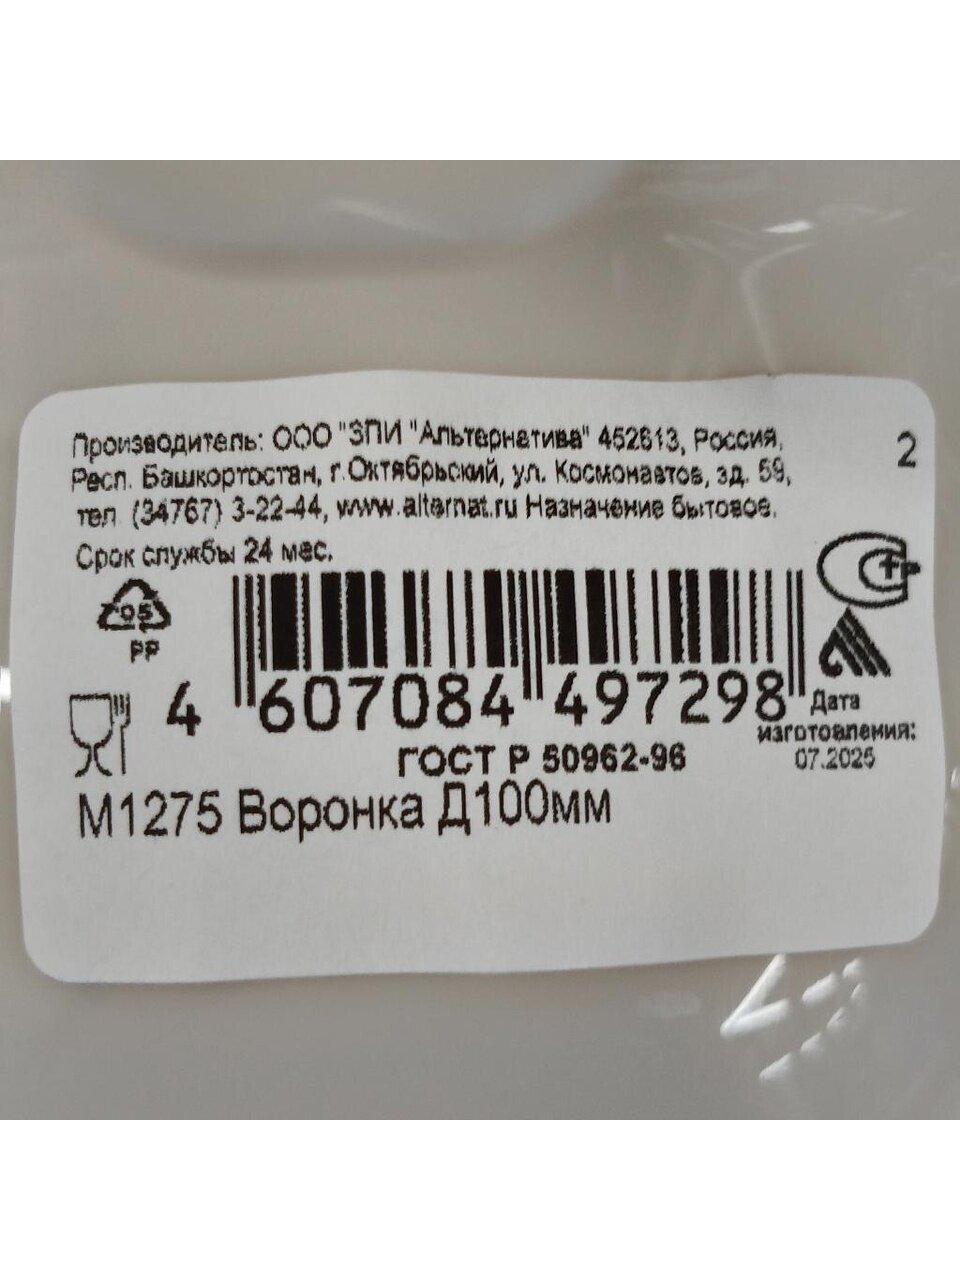 Производитель: ООО "ЗПИ "Альтернатива" 452613, Россия,
2
Респ. Башкортостан, г.Октябрьский, ул. Космонавтов, зд. 59,
тел. (34767) 3-22-44, www.alternat.ru Назначение бытовое.
Срок службы 24 мес.
05
PP
4 607084 497298
Дата
изготовления:
07.2025
ГОСТ Р 50962-96
М1275 Воронка Д100мм